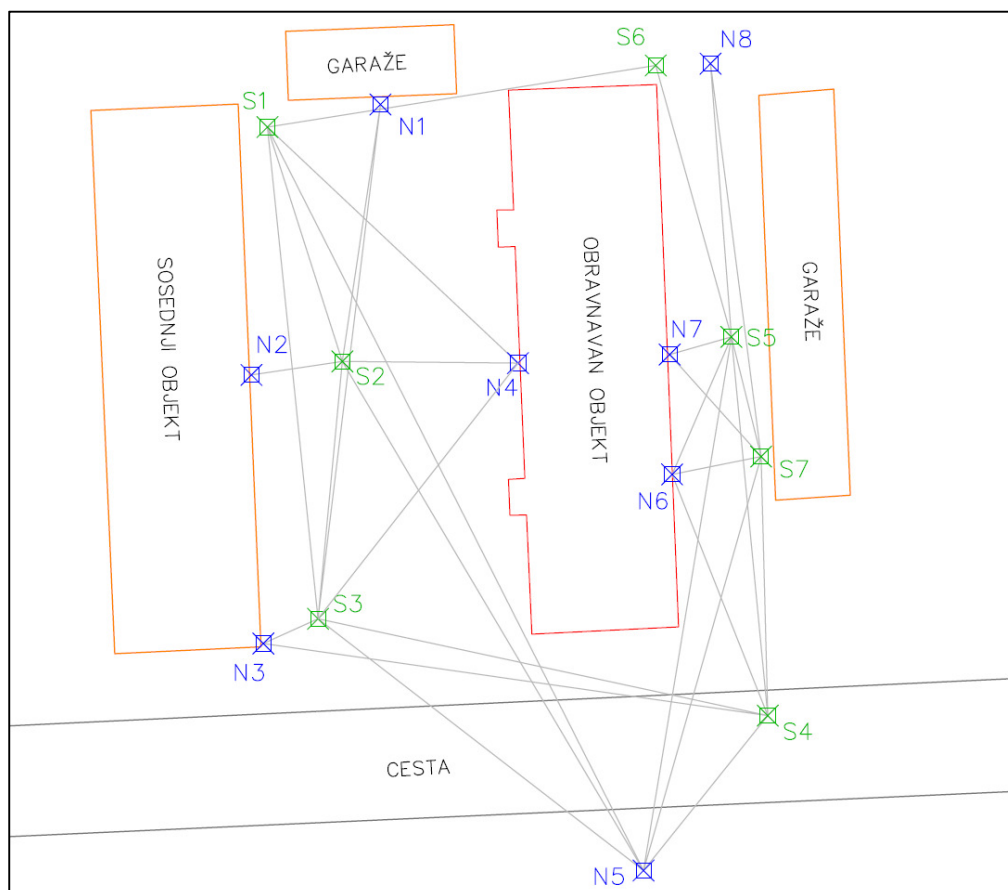 S6
N8
GARAŽE
S1
N1
SOSEDNJI OBJEKT
OBRAVNAVAN OBJEKT
GARAŽE
N2
S2
N4
N7
S5
N6
S7
S3
N3
S4
CESTA
N5